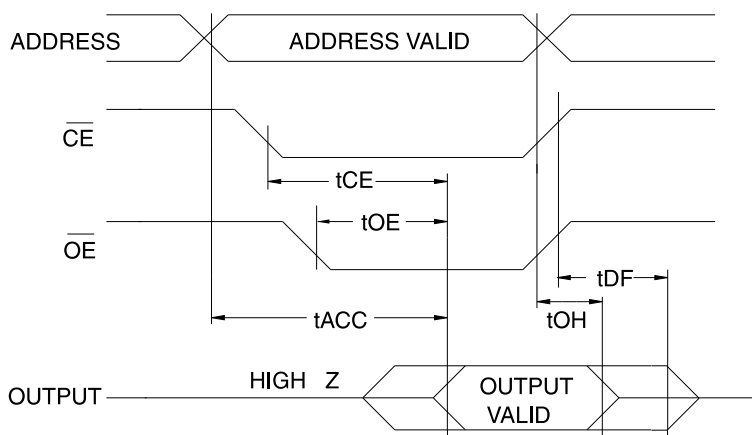 ADDRESS
ADDRESS VALID
CE
tCE
tOE
OE
tDF
tACC
tOH
HIGH Z
OUTPUT
OUTPUT
VALID